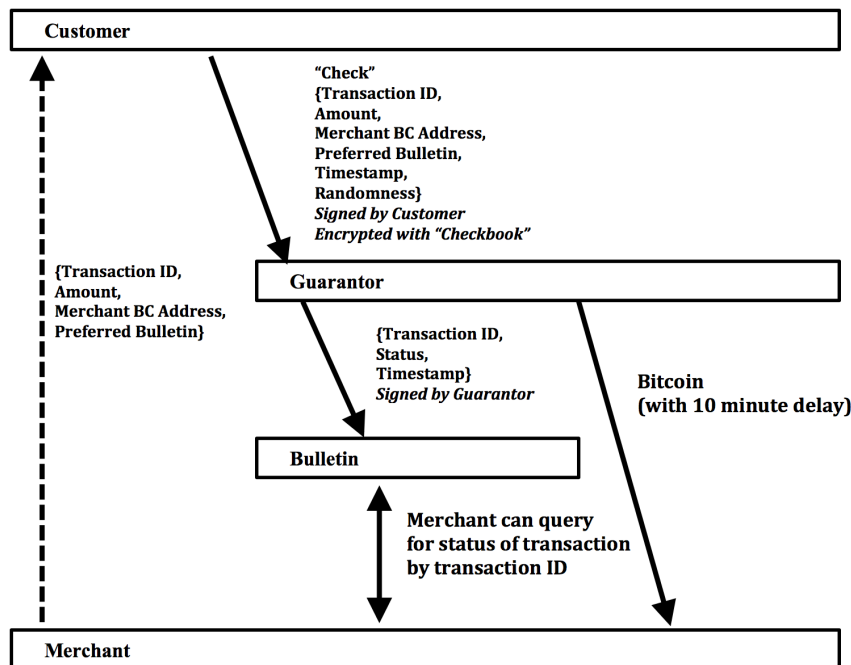 Customer
“Check”
{Transaction ID,
Amount,
Merchant BC Address,
Preferred Bulletin,
Timestamp,
Randomness}
Signed by Customer
Encrypted with “Checkbook”
{Transaction ID,
Amount,
Merchant BC Address,
Preferred Bulletin}
Guarantor
{Transaction ID,
Status,
Timestamp}
Signed by Guarantor
Bitcoin
(with 10 minute delay)
Bulletin
Merchant can query
for status of transaction
by transaction ID
Merchant